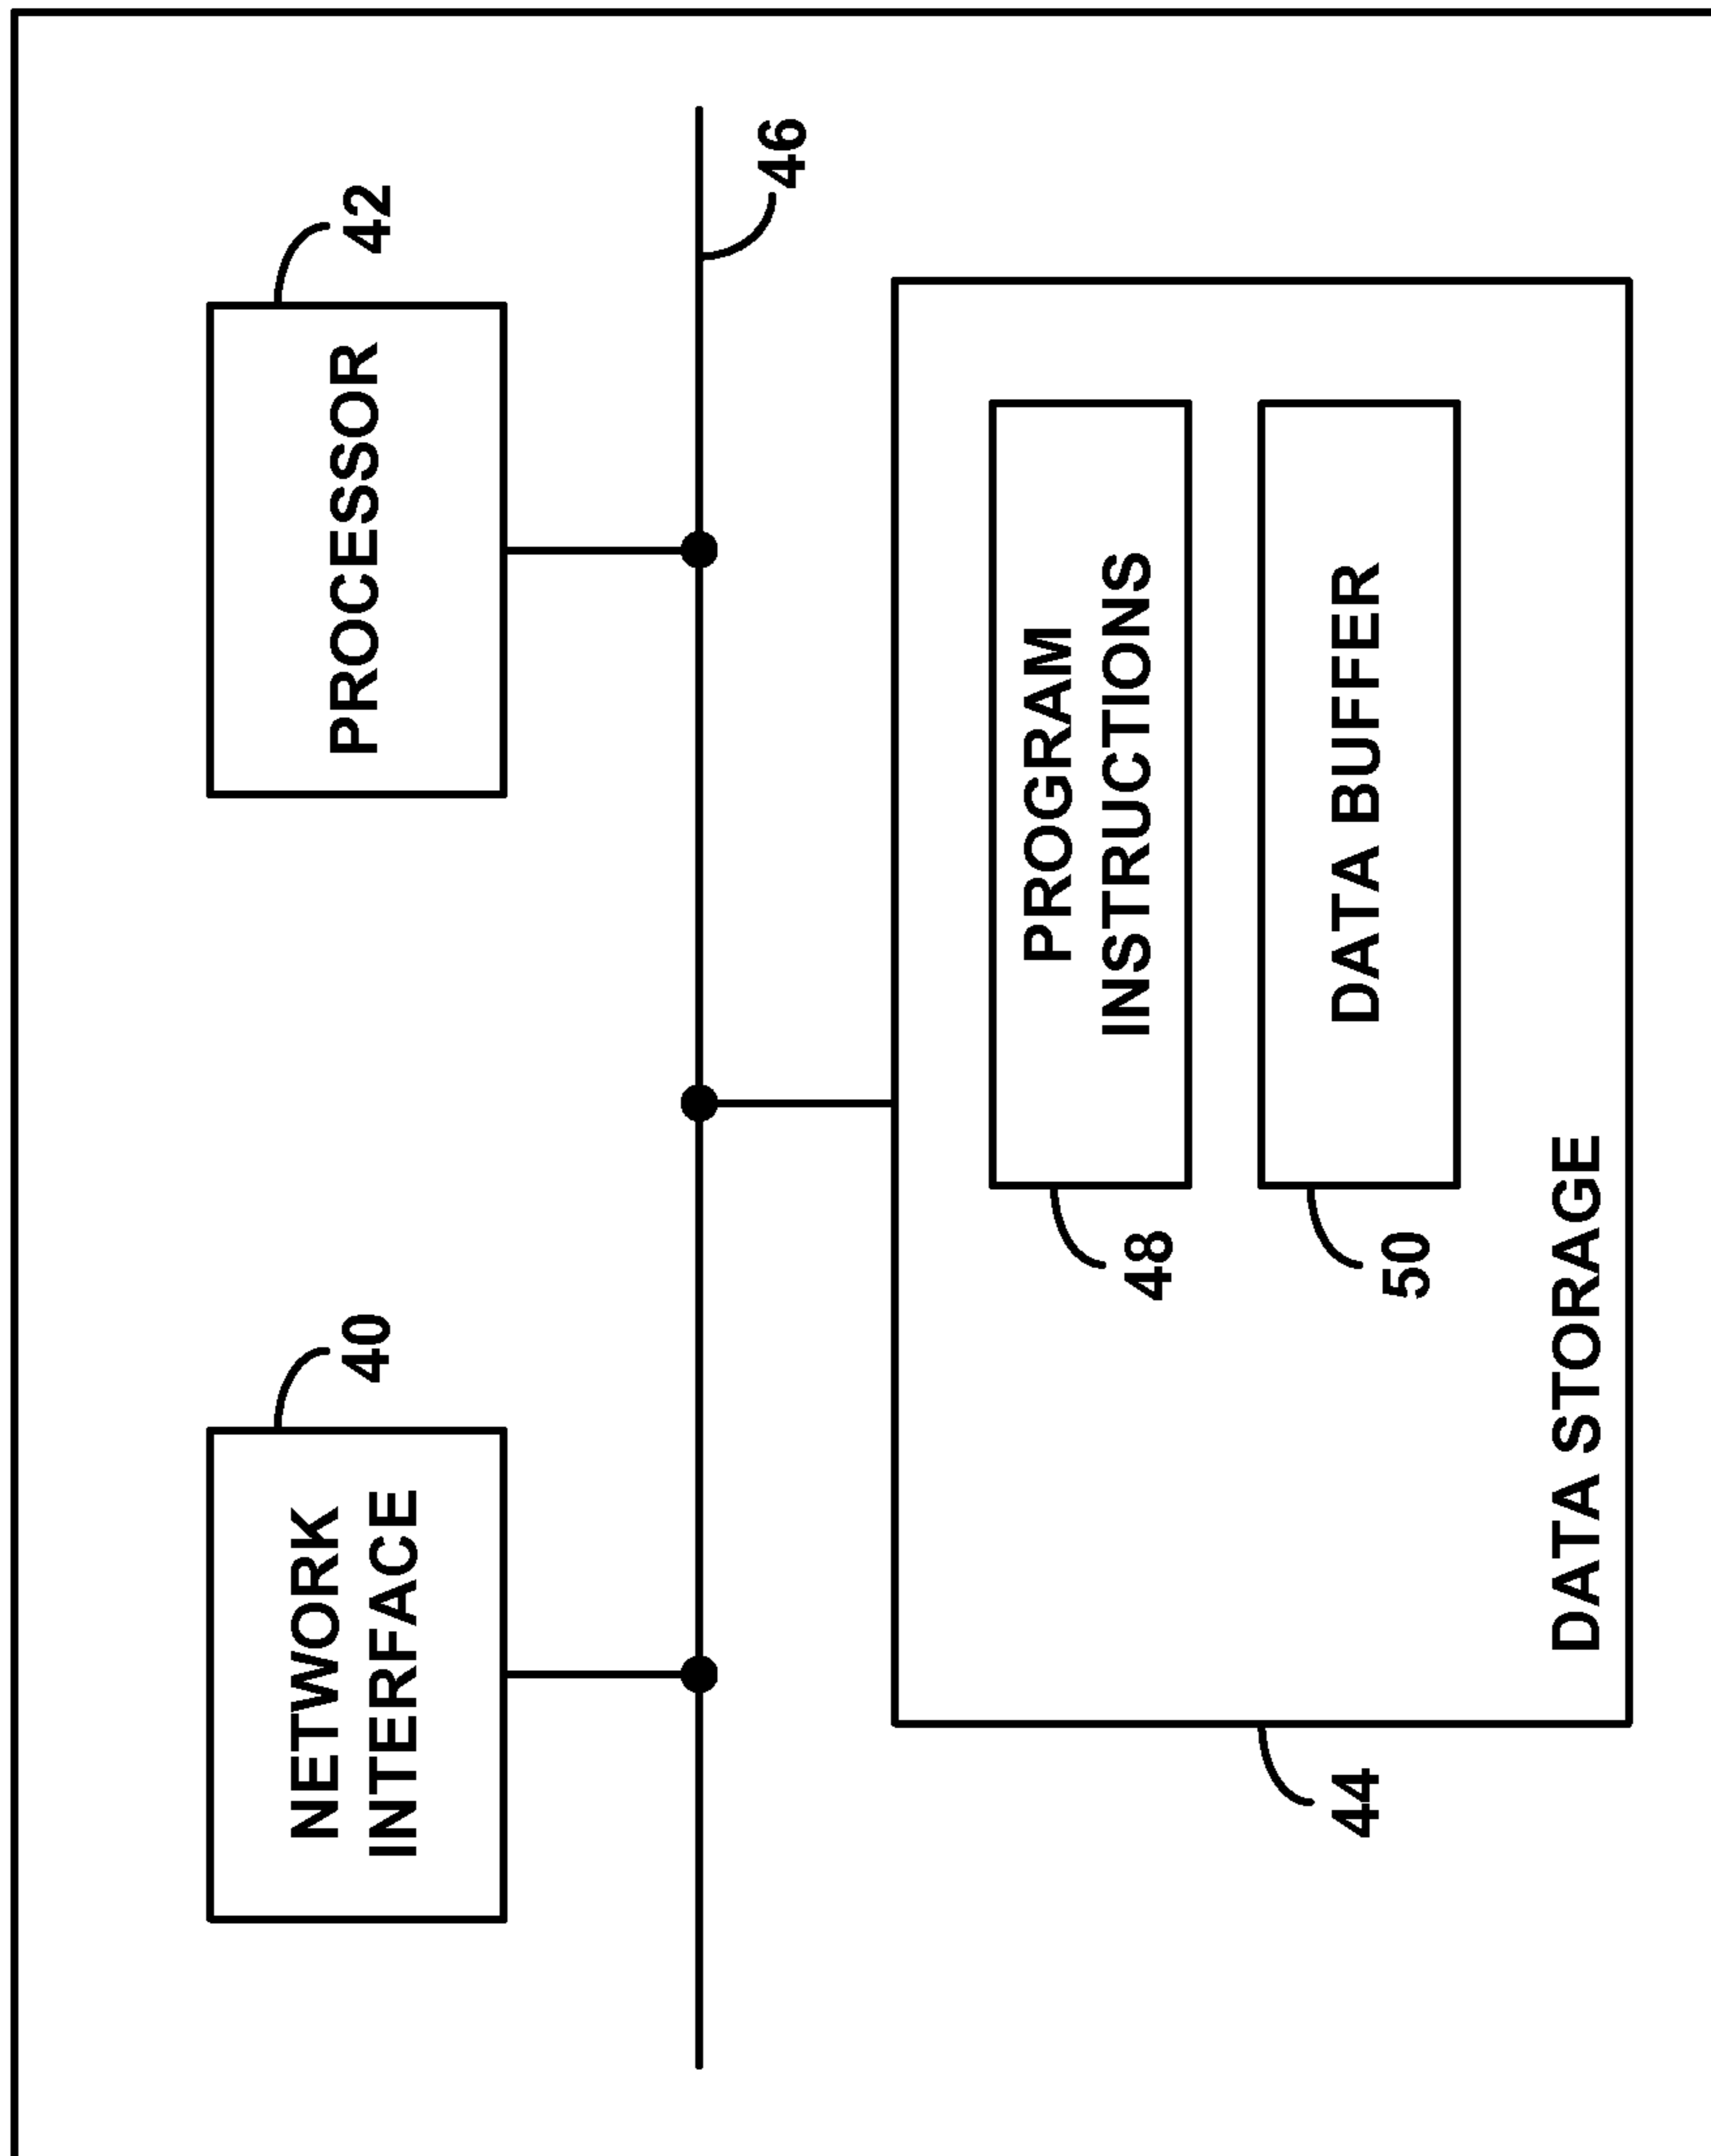 40
NETWORK
INTERFACE
42
PROCESSOR
46
48
PROGRAM
INSTRUCTIONS
50
DATA BUFFER
44
DATA STORAGE